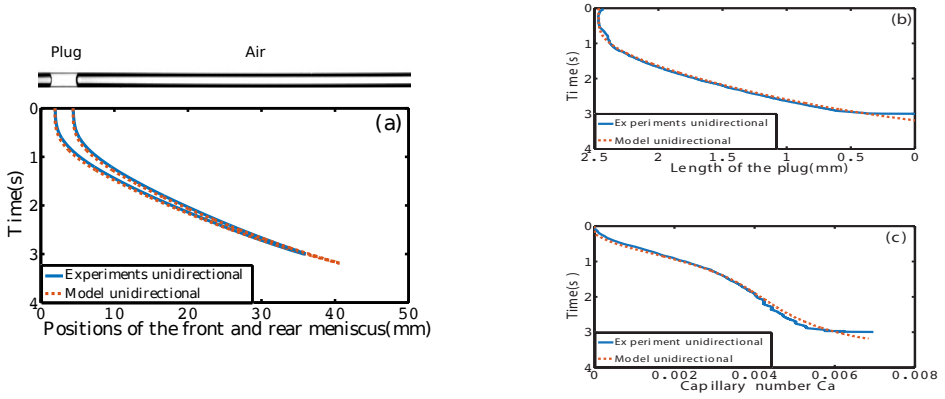 Plug Air
0
1
2
3
4
Time(s)
(a)
Experiments unidirectional
Model unidirectional
0 10 20 30 40 50
Positions of the front and rear meniscus(mm)
0
1
2
3
4
Time(s)
(b)
Experiments unidirectional
Model unidirectional
2.5 2 1.5 1 0.5 0
Length of the plug(mm)
0
1
2
3
4
Time(s)
(c)
Experiment unidirectional
Model unidirectional
0 0.002 0.004 0.006 0.008
Capillary number Ca